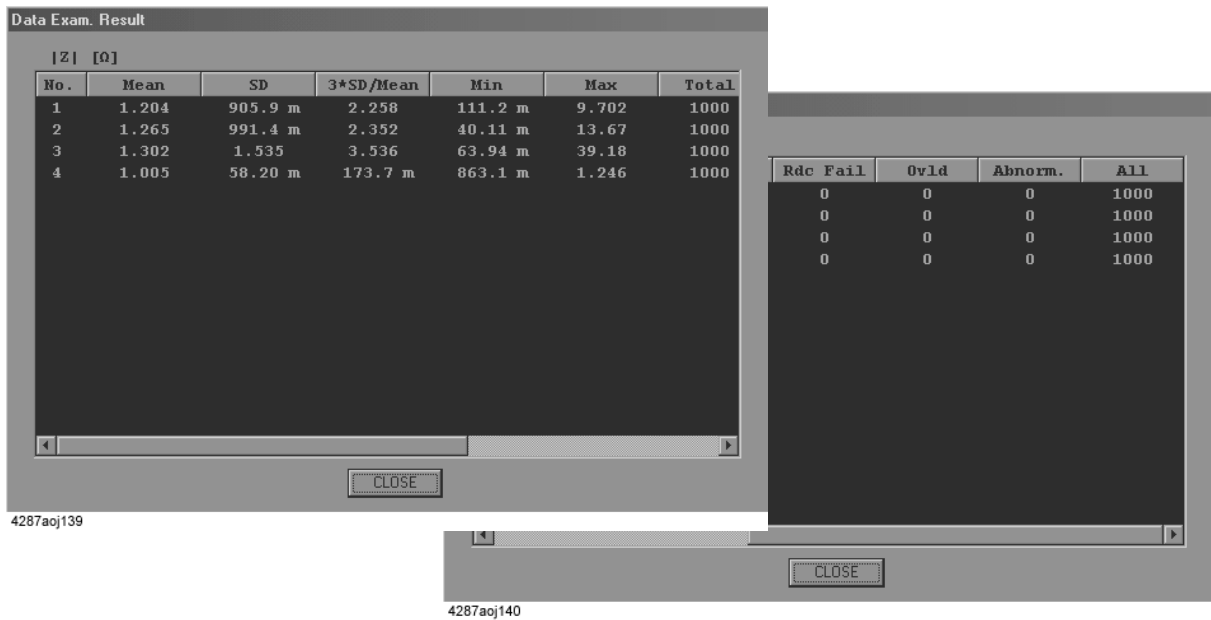 Data Exam. Result
|Z| [Ω]
No. Mean SD 3*SD/Mean Min Max Total
1 1.204 905.9 m 2.258 111.2 m 9.702 1000
2 1.265 991.4 m 2.352 40.11 m 13.67 1000
3 1.302 1.535 3.536 63.94 m 39.18 1000
4 1.005 58.20 m 173.7 m 863.1 m 1.246 1000
CLOSE
4287aoj139
Rdc Fail Ovld Abnorm. All
0 0 0 1000
0 0 0 1000
0 0 0 1000
0 0 0 1000
CLOSE
4287aoj140